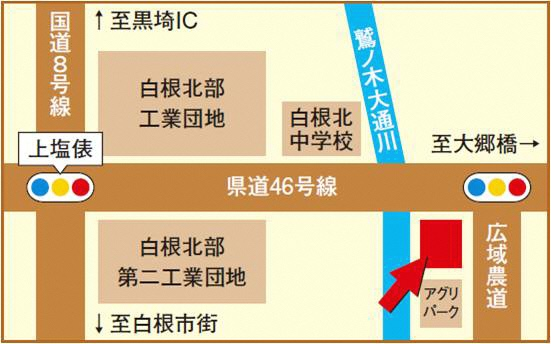 国道8号線
↑至黒埼IC
白根北部
工業団地
白根北
中学校
鷲ノ木大通川
至大郷橋→
上塩俵
県道46号線
白根北部
第二工業団地
アグリ
パーク
広域農道
↓至白根市街